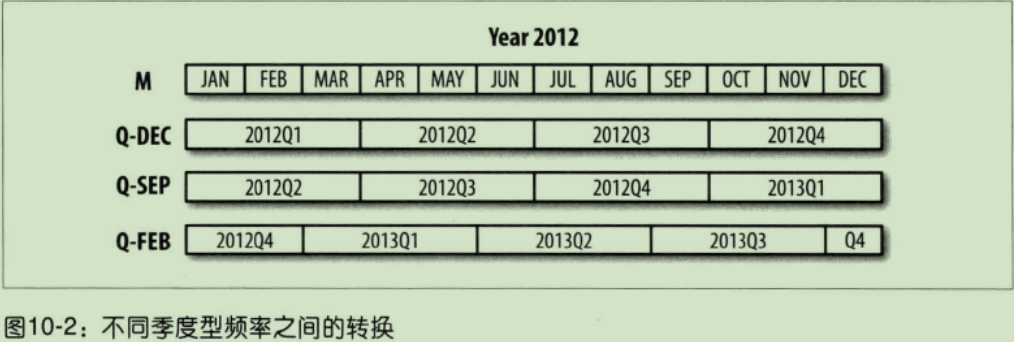 Year 2012
M JAN FEB MAR APR MAY JUN JUL AUG SEP OCT NOV DEC
Q-DEC 2012Q1 2012Q2 2012Q3 2012Q4
Q-SEP 2012Q2 2012Q3 2012Q4 2013Q1
Q-FEB 2012Q4 2013Q1 2013Q2 2013Q3 Q4
图10-2：不同季度型频率之间的转换